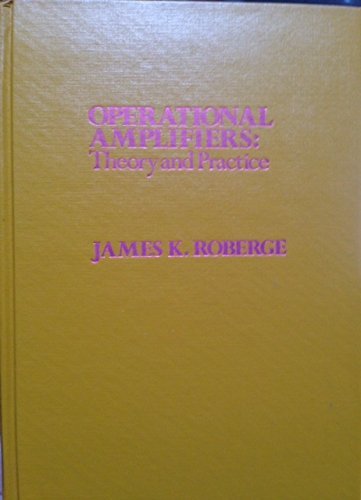 OPERATIONAL
AMPLIFIERS:
Theory and Practice
JAMES K. ROBERGE